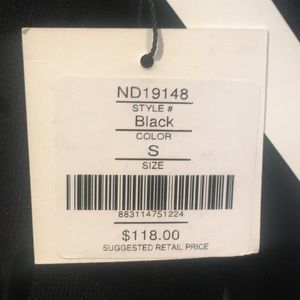 ND19148
STYLE #
Black
COLOR
S
SIZE
883114751224
$118.00
SUGGESTED RETAIL PRICE